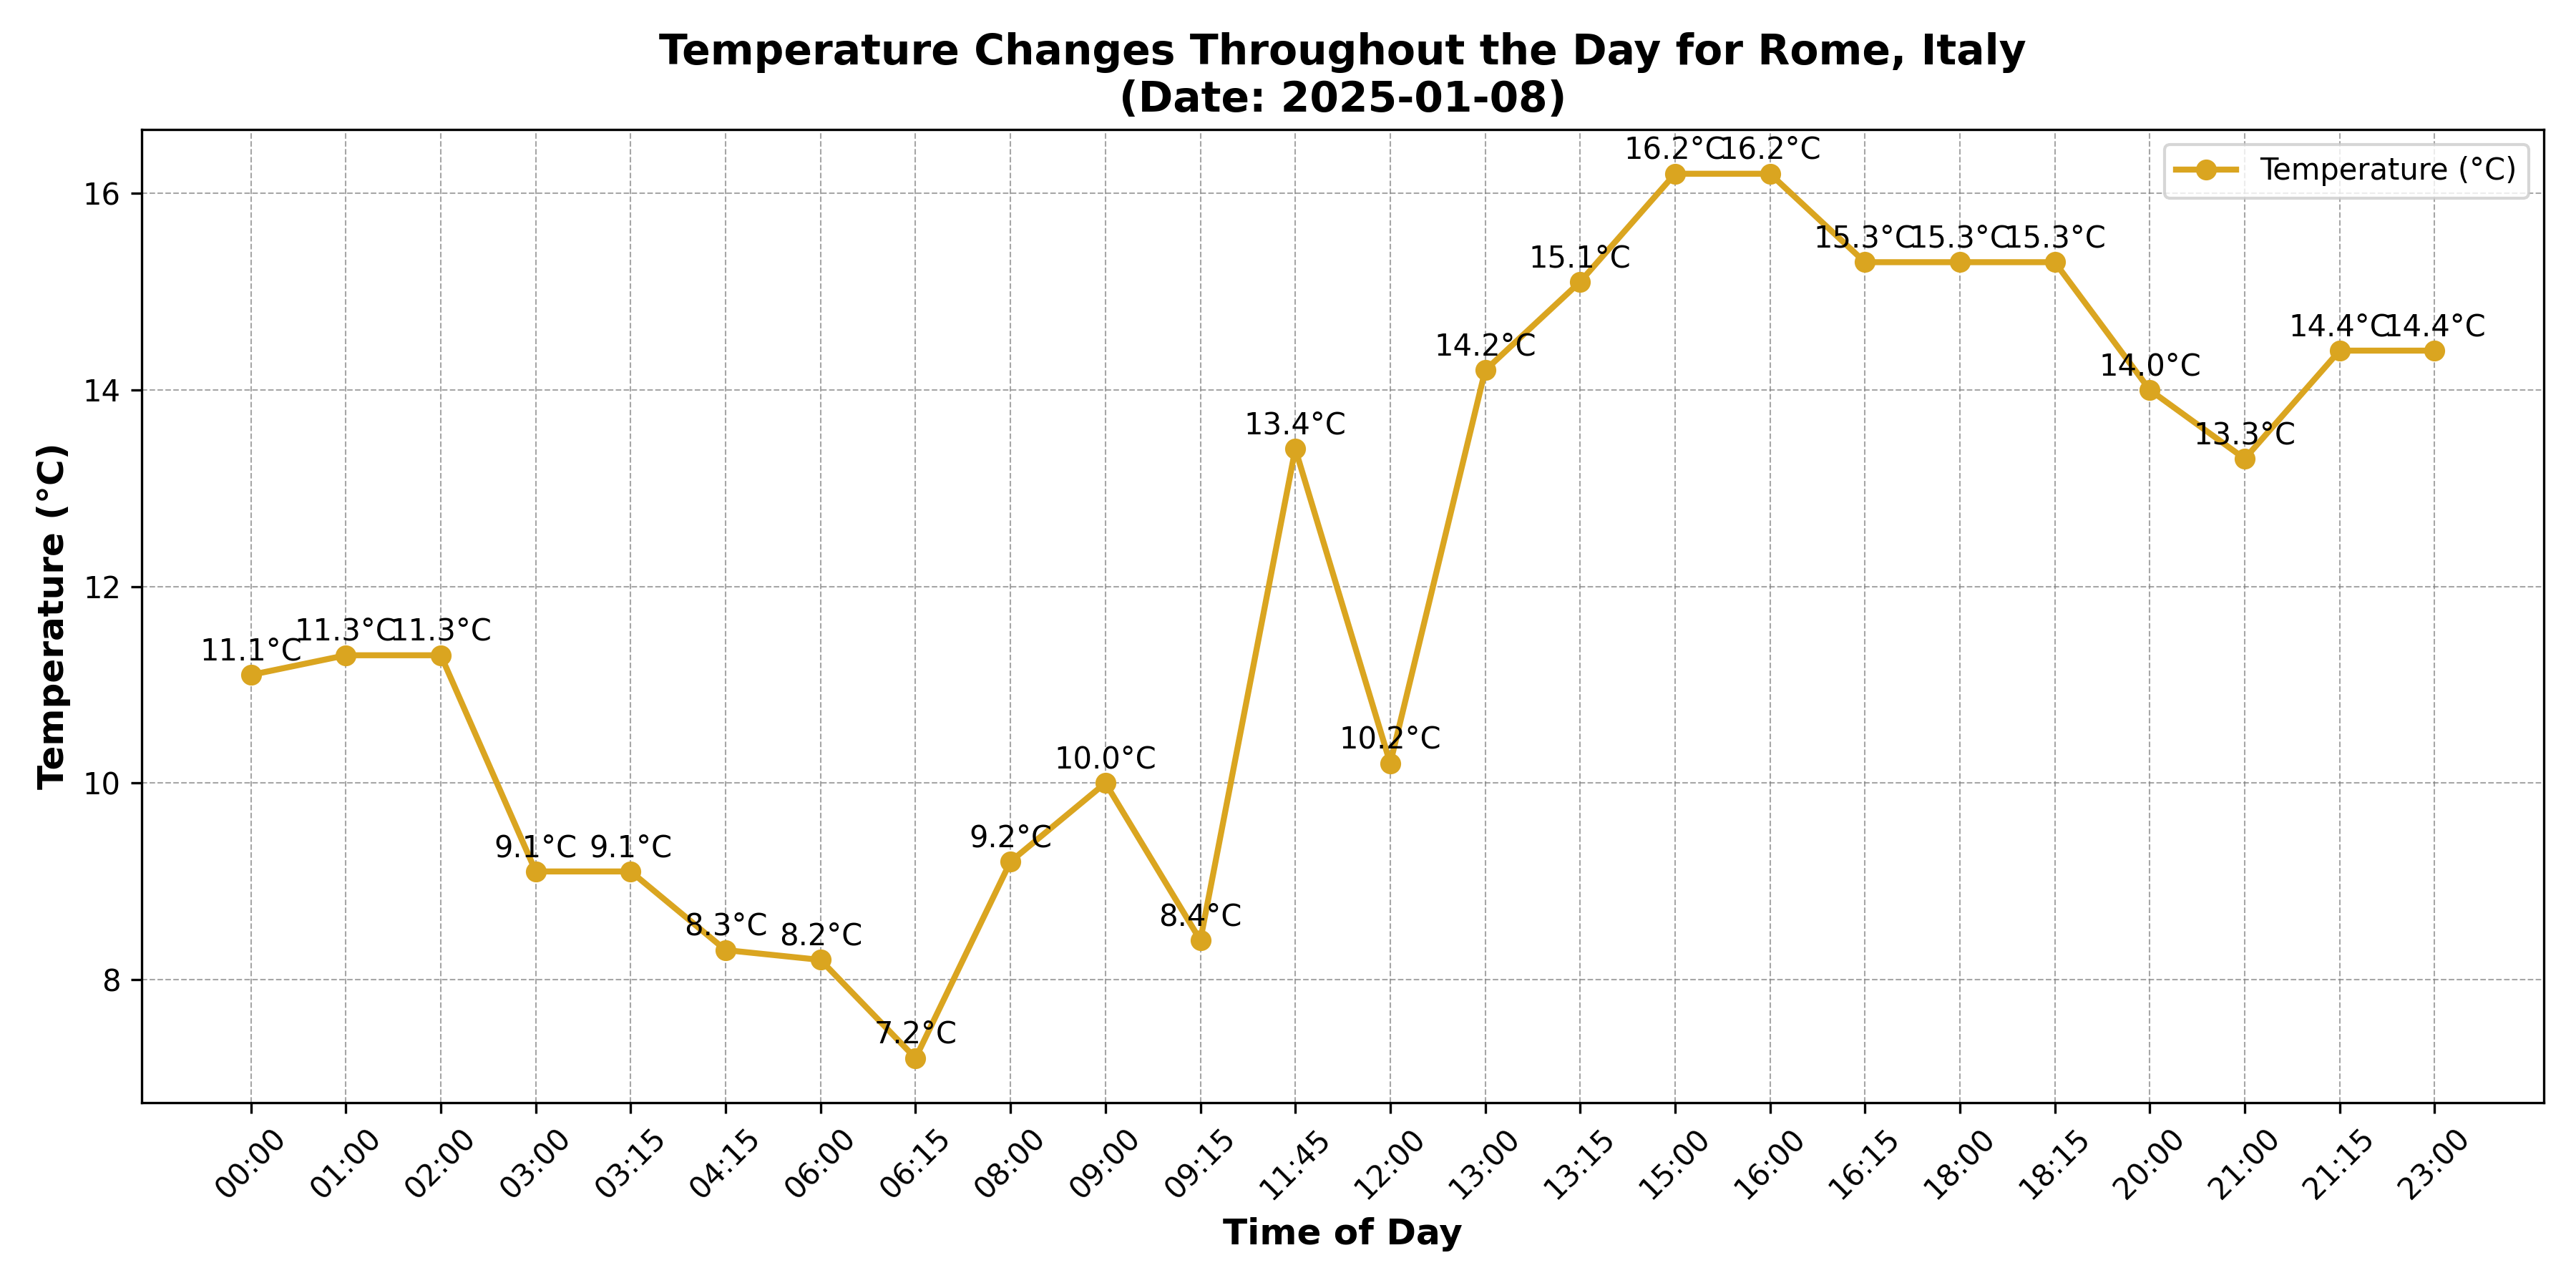 Temperature Changes Throughout the Day for Rome, Italy
(Date: 2025-01-08)
Temperature (°C)
16
14
12
10
8
Temperature (°C)
11.1°C
11.3°C
11.3°C
9.1°C
9.1°C
8.3°C
8.2°C
7.2°C
9.2°C
10.0°C
8.4°C
13.4°C
10.2°C
14.2°C
15.1°C
16.2°C
16.2°C
15.3°C
15.3°C
15.3°C
14.0°C
13.3°C
14.4°C
14.4°C
00:00
01:00
02:00
03:00
03:15
04:15
06:00
06:15
08:00
09:00
09:15
11:45
12:00
13:00
13:15
15:00
16:00
16:15
18:00
18:15
20:00
21:00
21:15
23:00
Time of Day